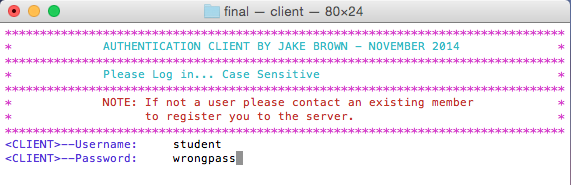 final — client — 80×24
********************************************************************************
* AUTHENTICATION CLIENT BY JAKE BROWN - NOVEMBER 2014 *
********************************************************************************
* Please Log in... Case Sensitive *
********************************************************************************
* NOTE: If not a user please contact an existing member *
* to register you to the server. *
********************************************************************************
<CLIENT>--Username: student
<CLIENT>--Password: wrongpass